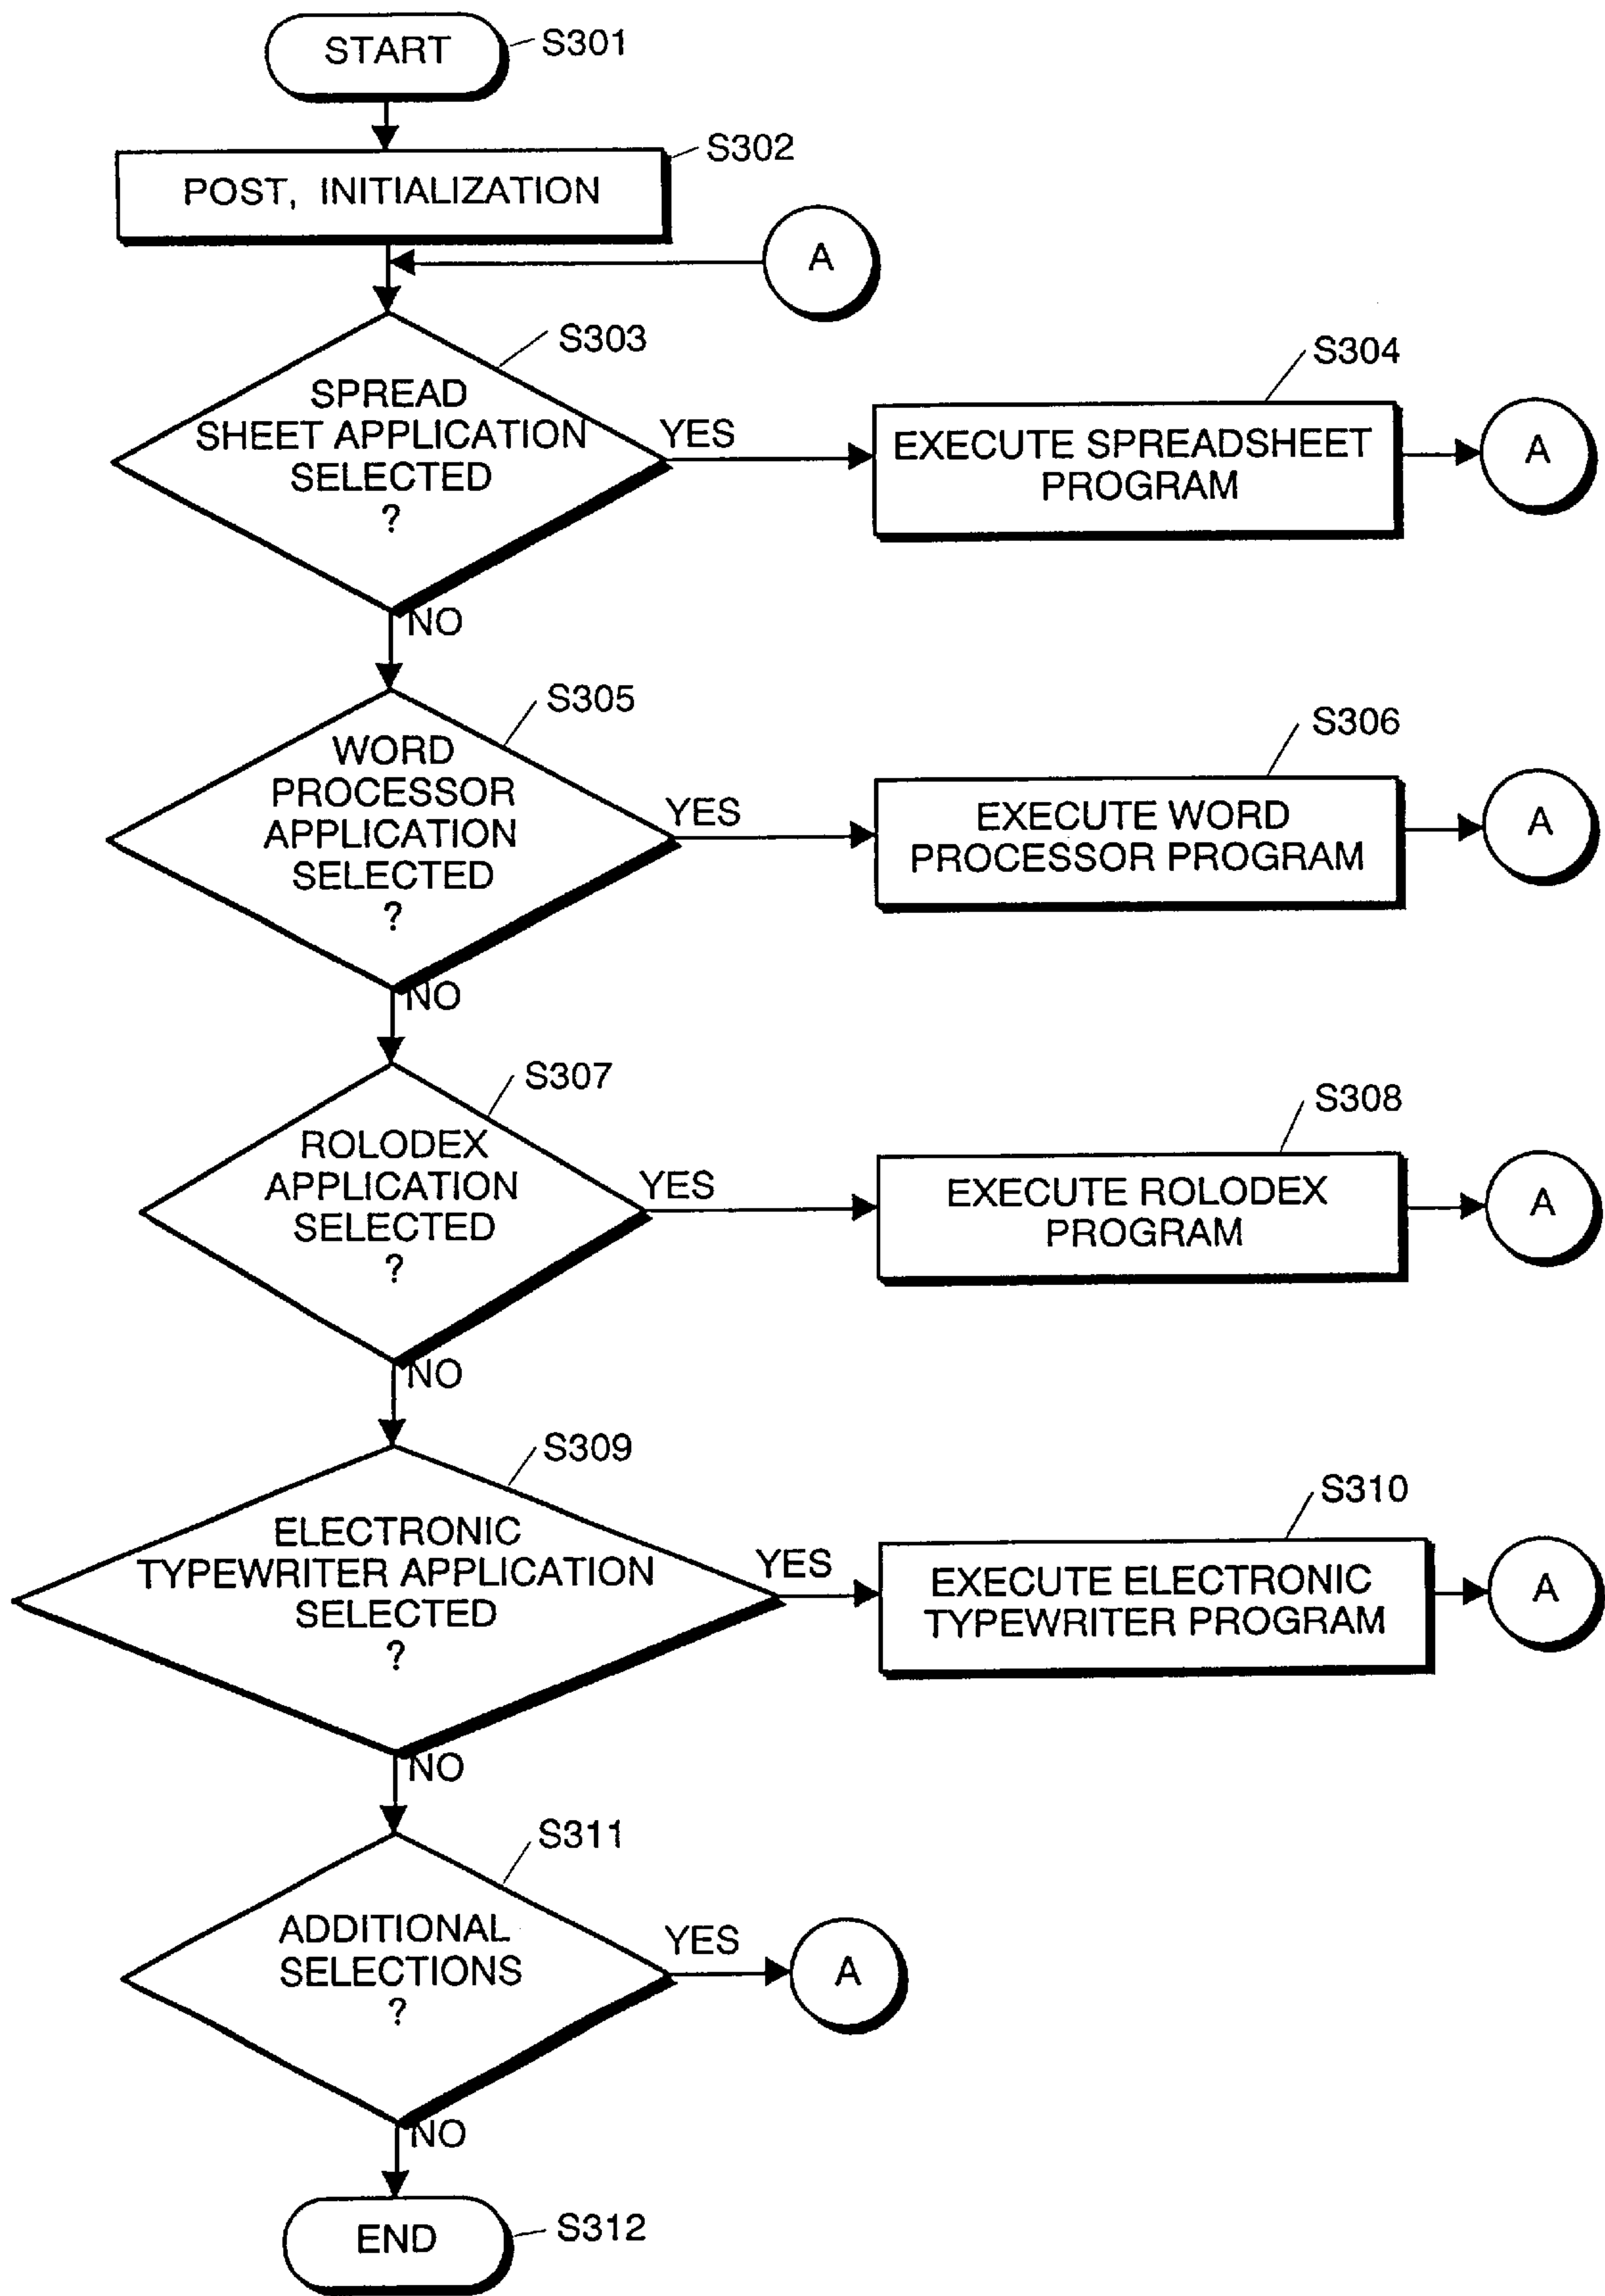 START
S301
S302
POST, INITIALIZATION
A
S303
SPREAD
SHEET APPLICATION
SELECTED
?
YES
S304
EXECUTE SPREADSHEET
PROGRAM
A
NO
S305
WORD
PROCESSOR
APPLICATION
SELECTED
?
YES
S306
EXECUTE WORD
PROCESSOR PROGRAM
A
NO
S307
ROLODEX
APPLICATION
SELECTED
?
YES
S308
EXECUTE ROLODEX
PROGRAM
A
NO
S309
ELECTRONIC
TYPEWRITER APPLICATION
SELECTED
?
YES
S310
EXECUTE ELECTRONIC
TYPEWRITER PROGRAM
A
NO
S311
ADDITIONAL
SELECTIONS
?
YES
A
NO
END
S312